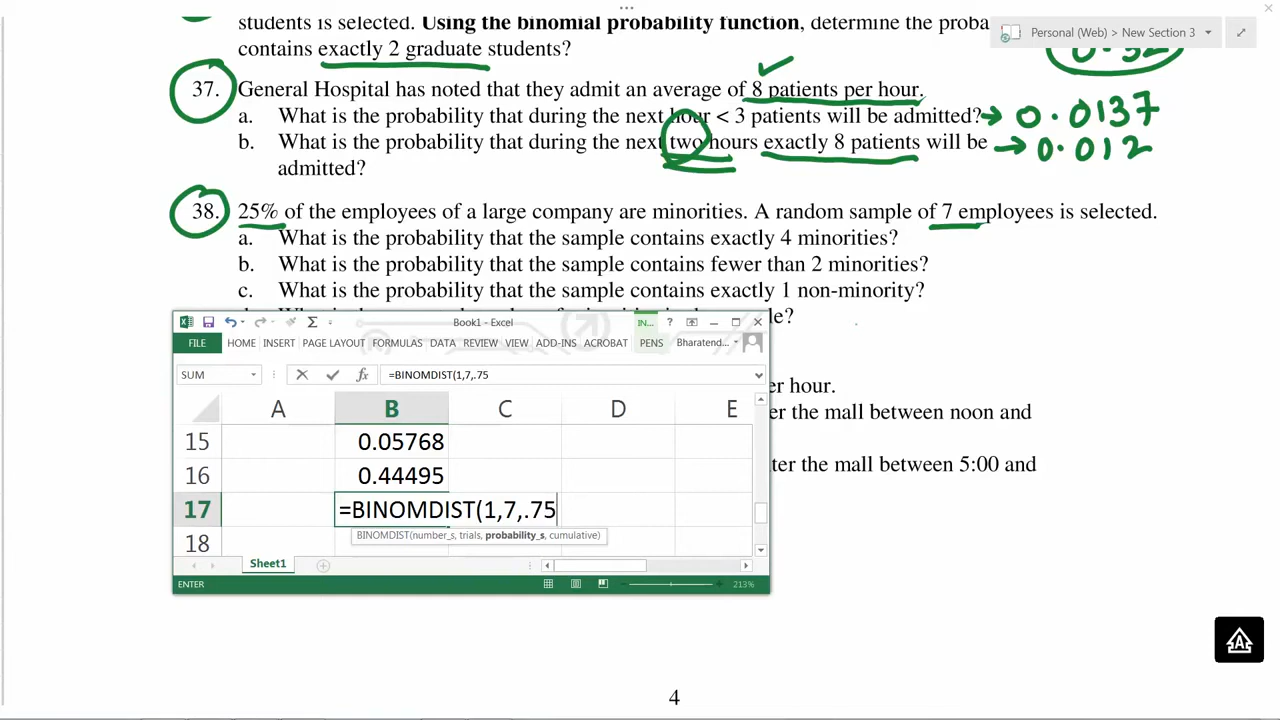 students is selected. Using the binomial probability function, determine the proba
Personal (Web) > New Section 3
contains exactly 2 graduate students?
37. General Hospital has noted that they admit an average of 8 patients per hour.
a. What is the probability that during the next hour < 3 patients will be admitted? → 0.0137
b. What is the probability that during the next two hours exactly 8 patients will be → 0.012
admitted?
38. 25% of the employees of a large company are minorities. A random sample of 7 employees is selected.
a. What is the probability that the sample contains exactly 4 minorities?
b. What is the probability that the sample contains fewer than 2 minorities?
c. What is the probability that the sample contains exactly 1 non-minority?
Book1 - Excel
IN...
?
FILE HOME INSERT PAGE LAYOUT FORMULAS DATA REVIEW VIEW ADD-INS ACROBAT PENS Bharatend...
SUM fx =BINOMDIST(1,7,.75
er hour.
A B C D E
er the mall between noon and
15 0.05768
ter the mall between 5:00 and
16 0.44495
17 =BINOMDIST(1,7,.75
BINOMDIST(number_s, trials, probability_s, cumulative)
18
Sheet1
ENTER 213%
A
4